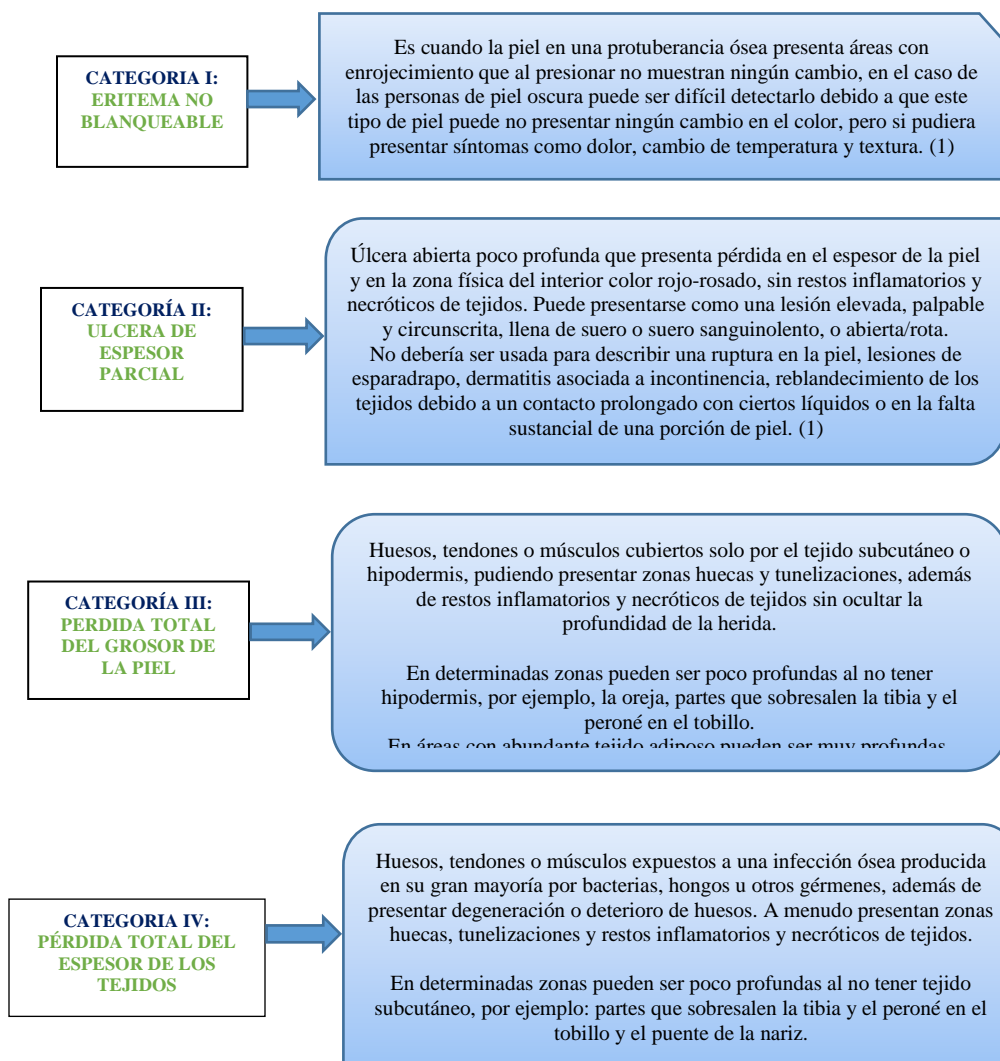 CATEGORIA I:
ERITEMA NO
BLANQUEABLE
Es cuando la piel en una protuberancia ósea presenta áreas con
enrojecimiento que al presionar no muestran ningún cambio, en el caso de
las personas de piel oscura puede ser difícil detectarlo debido a que este
tipo de piel puede no presentar ningún cambio en el color, pero si pudiera
presentar síntomas como dolor, cambio de temperatura y textura. (1)
CATEGORÍA II:
ULCERA DE
ESPESOR
PARCIAL
Úlcera abierta poco profunda que presenta pérdida en el espesor de la piel
y en la zona física del interior color rojo-rosado, sin restos inflamatorios y
necróticos de tejidos. Puede presentarse como una lesión elevada, palpable
y circunscrita, llena de suero o suero sanguinolento, o abierta/rota.
No debería ser usada para describir una ruptura en la piel, lesiones de
esparadrapo, dermatitis asociada a incontinencia, reblandecimiento de los
tejidos debido a un contacto prolongado con ciertos líquidos o en la falta
sustancial de una porción de piel. (1)
CATEGORÍA III:
PERDIDA TOTAL
DEL GROSOR DE
LA PIEL
Huesos, tendones o músculos cubiertos solo por el tejido subcutáneo o
hipodermis, pudiendo presentar zonas huecas y tunelizaciones, además
de restos inflamatorios y necróticos de tejidos sin ocultar la
profundidad de la herida.
En determinadas zonas pueden ser poco profundas al no tener
hipodermis, por ejemplo, la oreja, partes que sobresalen la tibia y el
peroné en el tobillo.
En áreas con abundante tejido adiposo pueden ser muy profundas
CATEGORIA IV:
PÉRDIDA TOTAL DEL
ESPESOR DE LOS
TEJIDOS
Huesos, tendones o músculos expuestos a una infección ósea producida
en su gran mayoría por bacterias, hongos u otros gérmenes, además de
presentar degeneración o deterioro de huesos. A menudo presentan zonas
huecas, tunelizaciones y restos inflamatorios y necróticos de tejidos.
En determinadas zonas pueden ser poco profundas al no tener tejido
subcutáneo, por ejemplo: partes que sobresalen la tibia y el peroné en el
tobillo y el puente de la nariz.